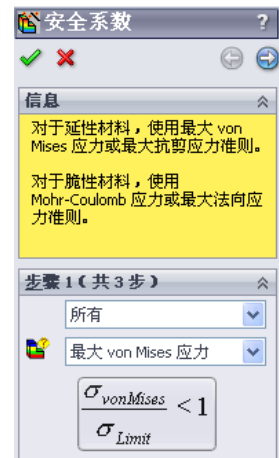 安全系数 ?
信息
对于延性材料，使用最大 von
Mises 应力或最大抗剪应力准则。
对于脆性材料，使用
Mohr-Coulomb 应力或最大法向应
力准则。
步骤 1（共 3 步）
所有
最大 von Mises 应力
σ_vonMises / σ_Limit < 1